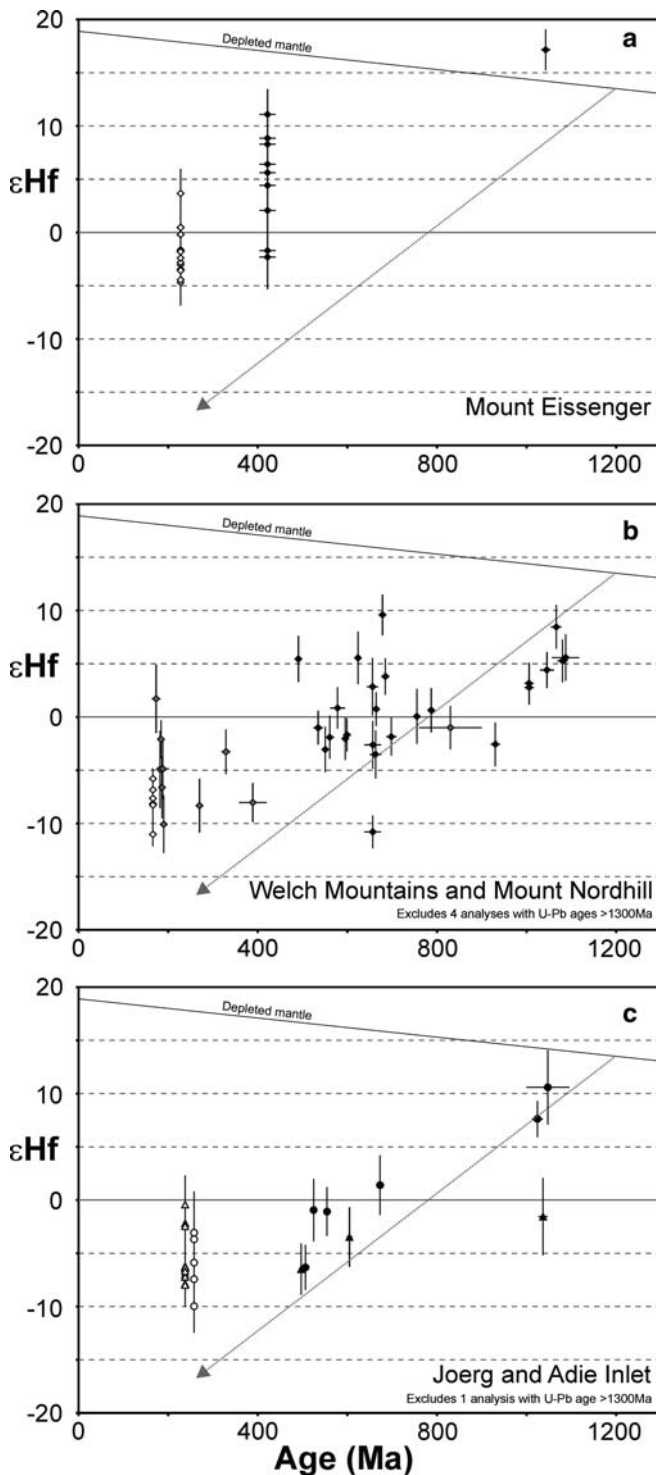 20
Depleted mantle
a
10
εHf
0
-10
Mount Eissenger
-20
0 400 800 1200
20
Depleted mantle
b
10
εHf
0
-10
Welch Mountains and Mount Nordhill
Excludes 4 analyses with U-Pb ages >1300Ma
-20
0 400 800 1200
20
Depleted mantle
c
10
εHf
0
-10
Joerg and Adie Inlet
Excludes 1 analysis with U-Pb age >1300Ma
-20
0 400 800 1200
Age (Ma)